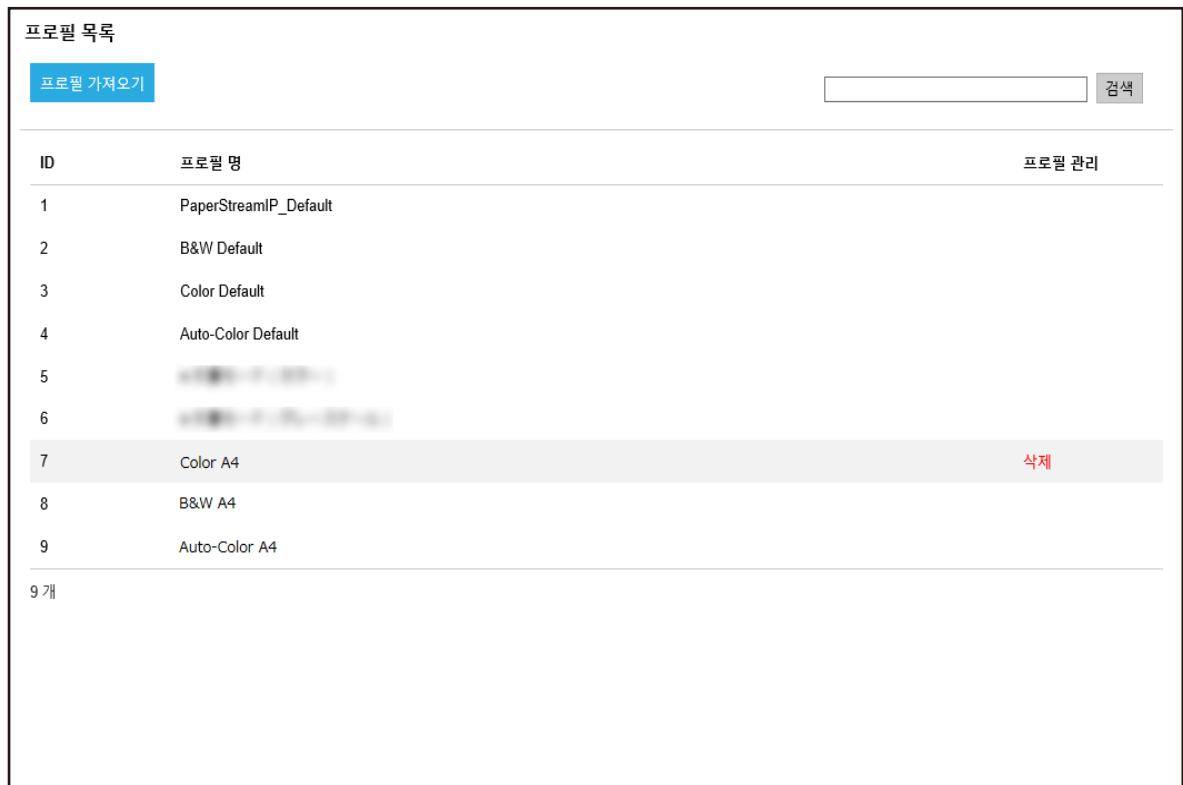 프로필 목록
프로필 가져오기
검색
ID 프로필 명 프로필 관리
1 PaperStreamIP_Default
2 B&W Default
3 Color Default
4 Auto-Color Default
5
6
7 Color A4 삭제
8 B&W A4
9 Auto-Color A4
9 개